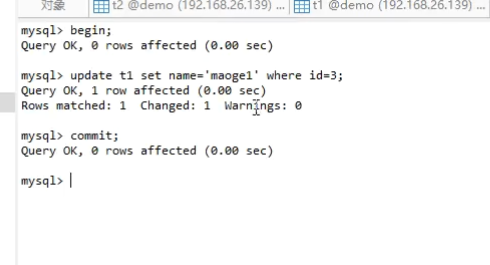 对象 t2 @demo (192.168.26.139) ... t1 @demo (192.168.26.139) ...
mysql> begin;
Query OK, 0 rows affected (0.00 sec)
mysql> update t1 set name='maoge1' where id=3;
Query OK, 1 row affected (0.00 sec)
Rows matched: 1  Changed: 1  Warnings: 0
mysql> commit;
Query OK, 0 rows affected (0.00 sec)
mysql>